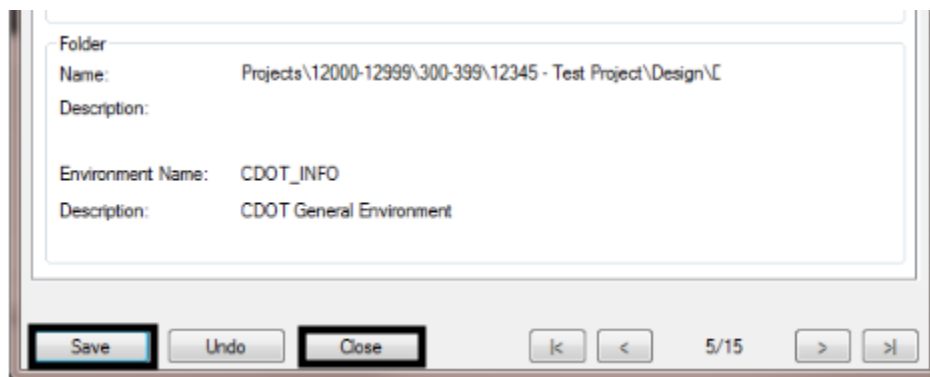 Folder
Name: Projects\12000-12999\300-399\12345 - Test Project\Design\
Description:
Environment Name: CDOT_INFO
Description: CDOT General Environment
Save Undo Close |< < 5/15 > >|